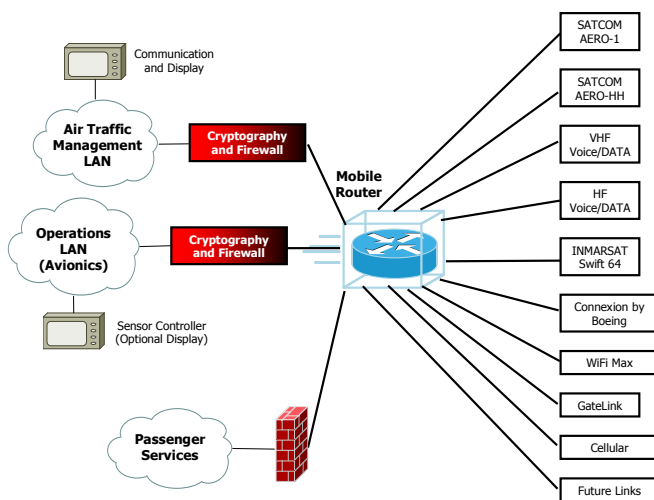 Communication
and Display
Air Traffic
Management
LAN
Cryptography
and Firewall
Mobile
Router
Operations
LAN
(Avionics)
Cryptography
and Firewall
Sensor Controller
(Optional Display)
Passenger
Services
SATCOM
AERO-1
SATCOM
AERO-HH
VHF
Voice/DATA
HF
Voice/DATA
INMARSAT
Swift 64
Connexion by
Boeing
WiFi Max
GateLink
Cellular
Future Links